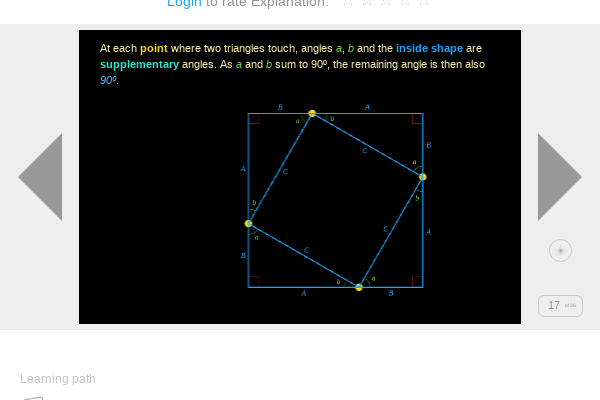 Login to rate Explanation:
At each point where two triangles touch, angles a, b and the inside shape are
supplementary angles. As a and b sum to 90º, the remaining angle is then also
90º.
B A
a b
C
B
a
A C
b b
C A
a
B C
b a
A B
17 of 26
Learning path